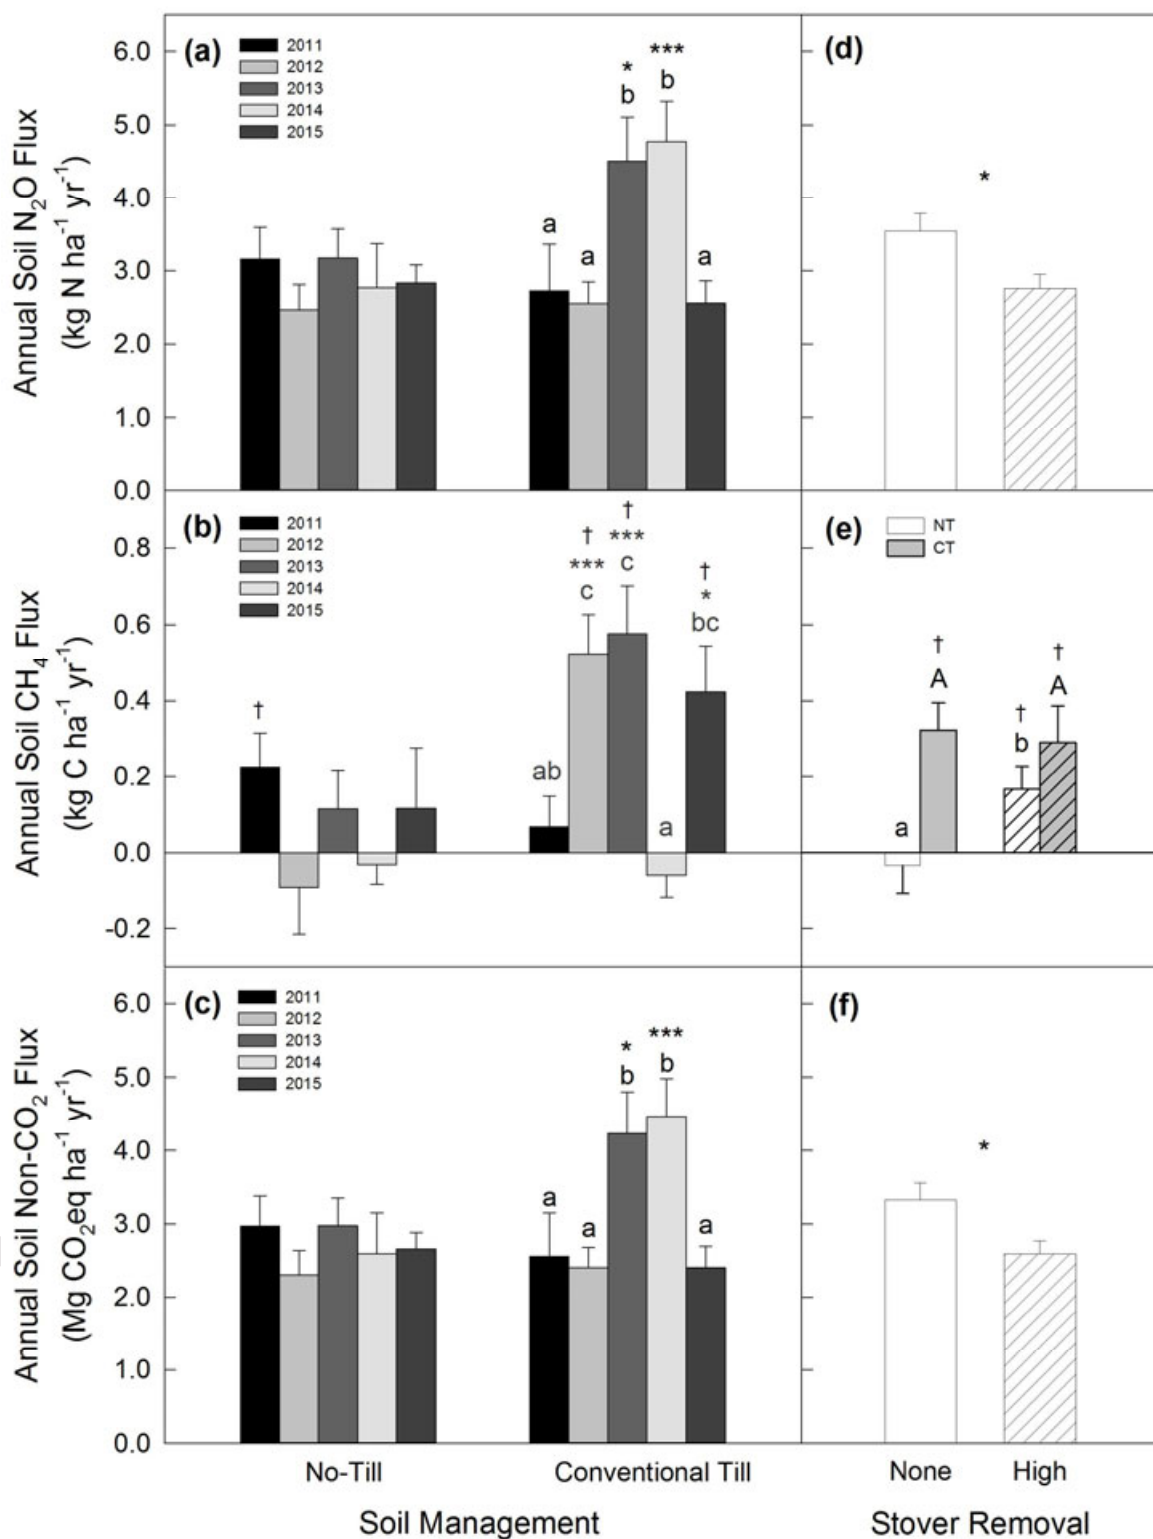 Annual Soil N₂O Flux
(kg N ha⁻¹ yr⁻¹)
6.0
5.0
4.0
3.0
2.0
1.0
0.0
(a)
2011
2012
2013
2014
2015
a
a
*
b
***
b
a
(d)
*
Annual Soil CH₄ Flux
(kg C ha⁻¹ yr⁻¹)
0.8
0.6
0.4
0.2
0.0
-0.2
(b)
2011
2012
2013
2014
2015
†
ab
†
***
c
†
***
c
a
†
*
bc
(e)
NT
CT
a
†
A
†
b
†
A
Annual Soil Non-CO₂ Flux
(Mg CO₂eq ha⁻¹ yr⁻¹)
6.0
5.0
4.0
3.0
2.0
1.0
0.0
(c)
2011
2012
2013
2014
2015
a
a
*
b
***
b
a
(f)
*
No-Till
Conventional Till
None
High
Soil Management
Stover Removal